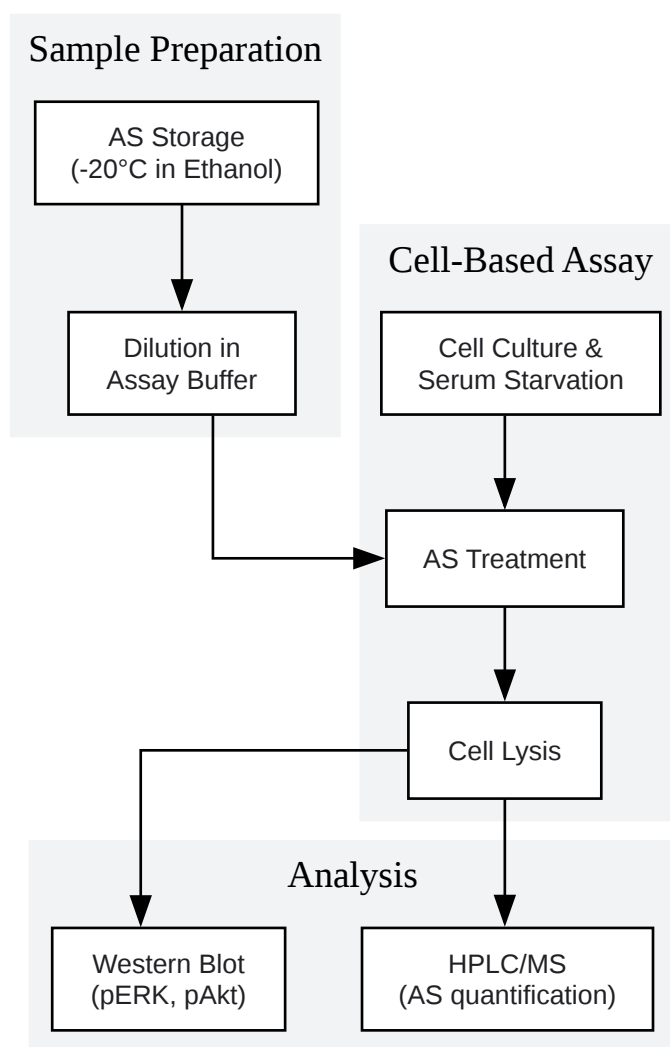 Sample Preparation
AS Storage
(-20°C in Ethanol)
Dilution in
Assay Buffer
Cell-Based Assay
Cell Culture &
Serum Starvation
AS Treatment
Cell Lysis
Analysis
Western Blot
(pERK, pAkt)
HPLC/MS
(AS quantification)